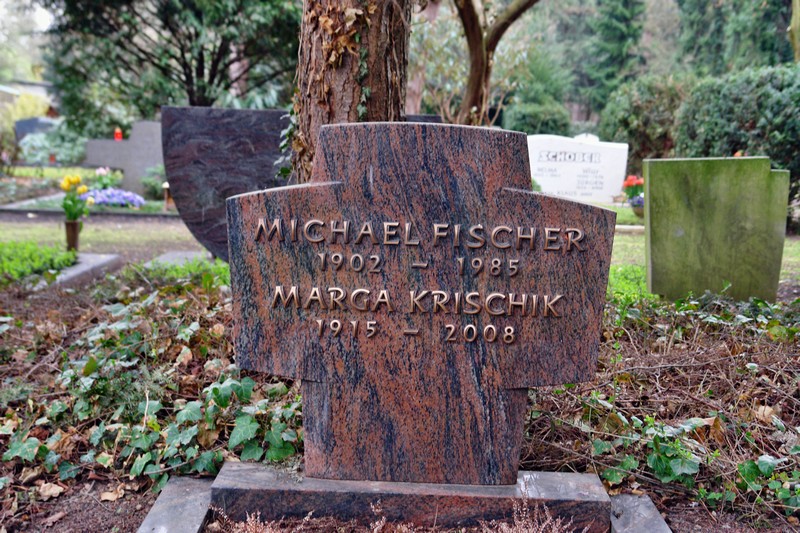 MICHAEL FISCHER
1902 – 1985
MARGA KRISCHIK
1915 – 2008
SCHOBER